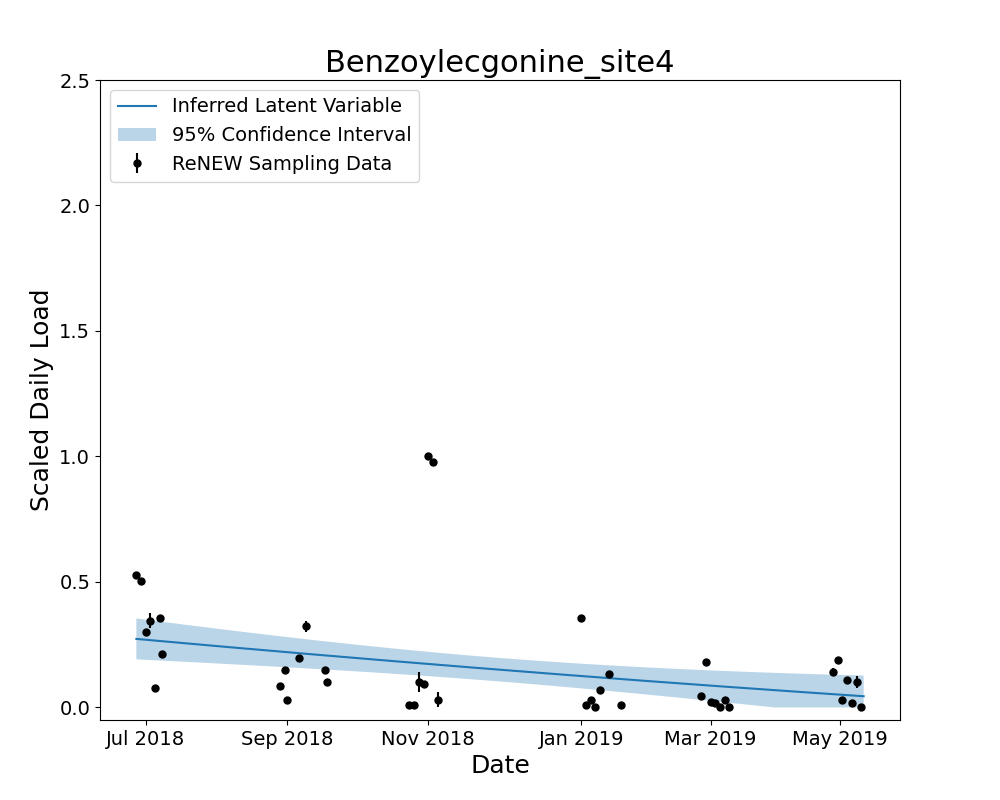 Benzoylecgonine_site4
Inferred Latent Variable
95% Confidence Interval
ReNEW Sampling Data
2.5
2.0
1.5
1.0
0.5
0.0
Scaled Daily Load
Jul 2018 Sep 2018 Nov 2018 Jan 2019 Mar 2019 May 2019
Date